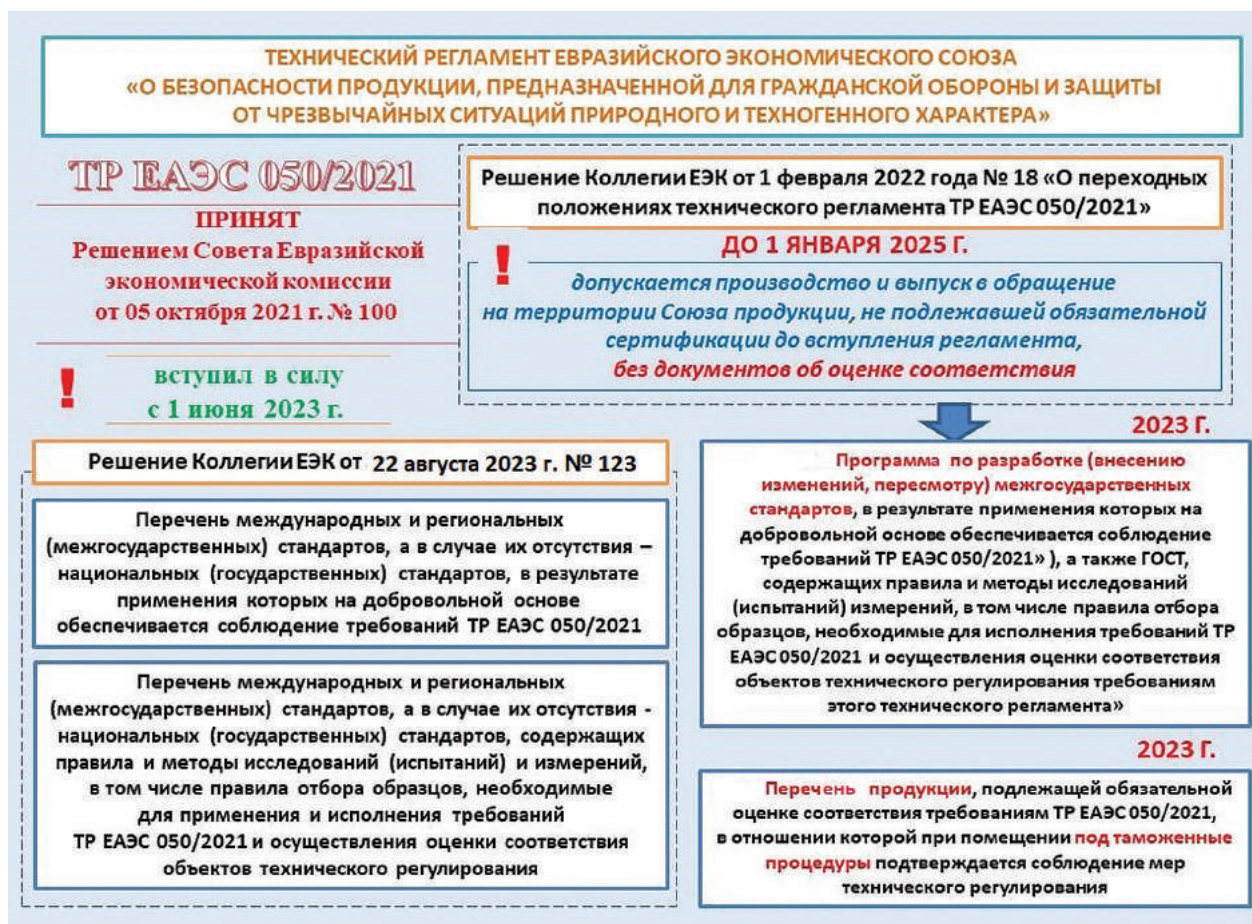 ТЕХНИЧЕСКИЙ РЕГЛАМЕНТ ЕВРАЗИЙСКОГО ЭКОНОМИЧЕСКОГО СОЮЗА
«О БЕЗОПАСНОСТИ ПРОДУКЦИИ, ПРЕДНАЗНАЧЕННОЙ ДЛЯ ГРАЖДАНСКОЙ ОБОРОНЫ И ЗАЩИТЫ
ОТ ЧРЕЗВЫЧАЙНЫХ СИТУАЦИЙ ПРИРОДНОГО И ТЕХНОГЕННОГО ХАРАКТЕРА»
ТР ЕАЭС 050/2021
ПРИНЯТ
Решением Совета Евразийской
экономической комиссии
от 05 октября 2021 г. № 100
!
вступил в силу
с 1 июня 2023 г.
Решение Коллегии ЕЭК от 1 февраля 2022 года № 18 «О переходных
положениях технического регламента ТР ЕАЭС 050/2021»
ДО 1 ЯНВАРЯ 2025 Г.
!
допускается производство и выпуск в обращение
на территории Союза продукции, не подлежавшей обязательной
сертификации до вступления регламента,
без документов об оценке соответствия
Решение Коллегии ЕЭК от 22 августа 2023 г. № 123
Перечень международных и региональных
(межгосударственных) стандартов, а в случае их отсутствия –
национальных (государственных) стандартов, в результате
применения которых на добровольной основе
обеспечивается соблюдение требований ТР ЕАЭС 050/2021
Перечень международных и региональных
(межгосударственных) стандартов, а в случае их отсутствия -
национальных (государственных) стандартов, содержащих
правила и методы исследований (испытаний) и измерений,
в том числе правила отбора образцов, необходимые
для применения и исполнения требований
ТР ЕАЭС 050/2021 и осуществления оценки соответствия
объектов технического регулирования
2023 Г.
Программа по разработке (внесению
изменений, пересмотру) межгосударственных
стандартов, в результате применения которых на
добровольной основе обеспечивается соблюдение
требований ТР ЕАЭС 050/2021» ), а также ГОСТ,
содержащих правила и методы исследований
(испытаний) измерений, в том числе правила отбора
образцов, необходимые для исполнения требований ТР
ЕАЭС 050/2021 и осуществления оценки соответствия
объектов технического регулирования требованиям
этого технического регламента»
2023 Г.
Перечень продукции, подлежащей обязательной
оценке соответствия требованиям ТР ЕАЭС 050/2021,
в отношении которой при помещении под таможенные
процедуры подтверждается соблюдение мер
технического регулирования